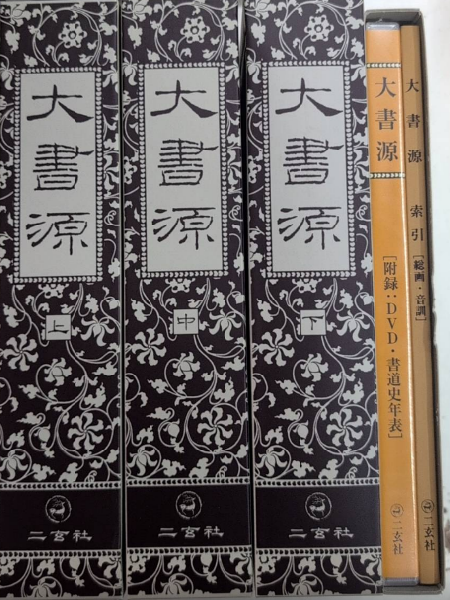 大書源
上
二玄社
大書源
中
二玄社
大書源
下
二玄社
大書源
[附録:DVD・書道史年表]
二玄社
大書源 索引 [総画・音訓]
二玄社